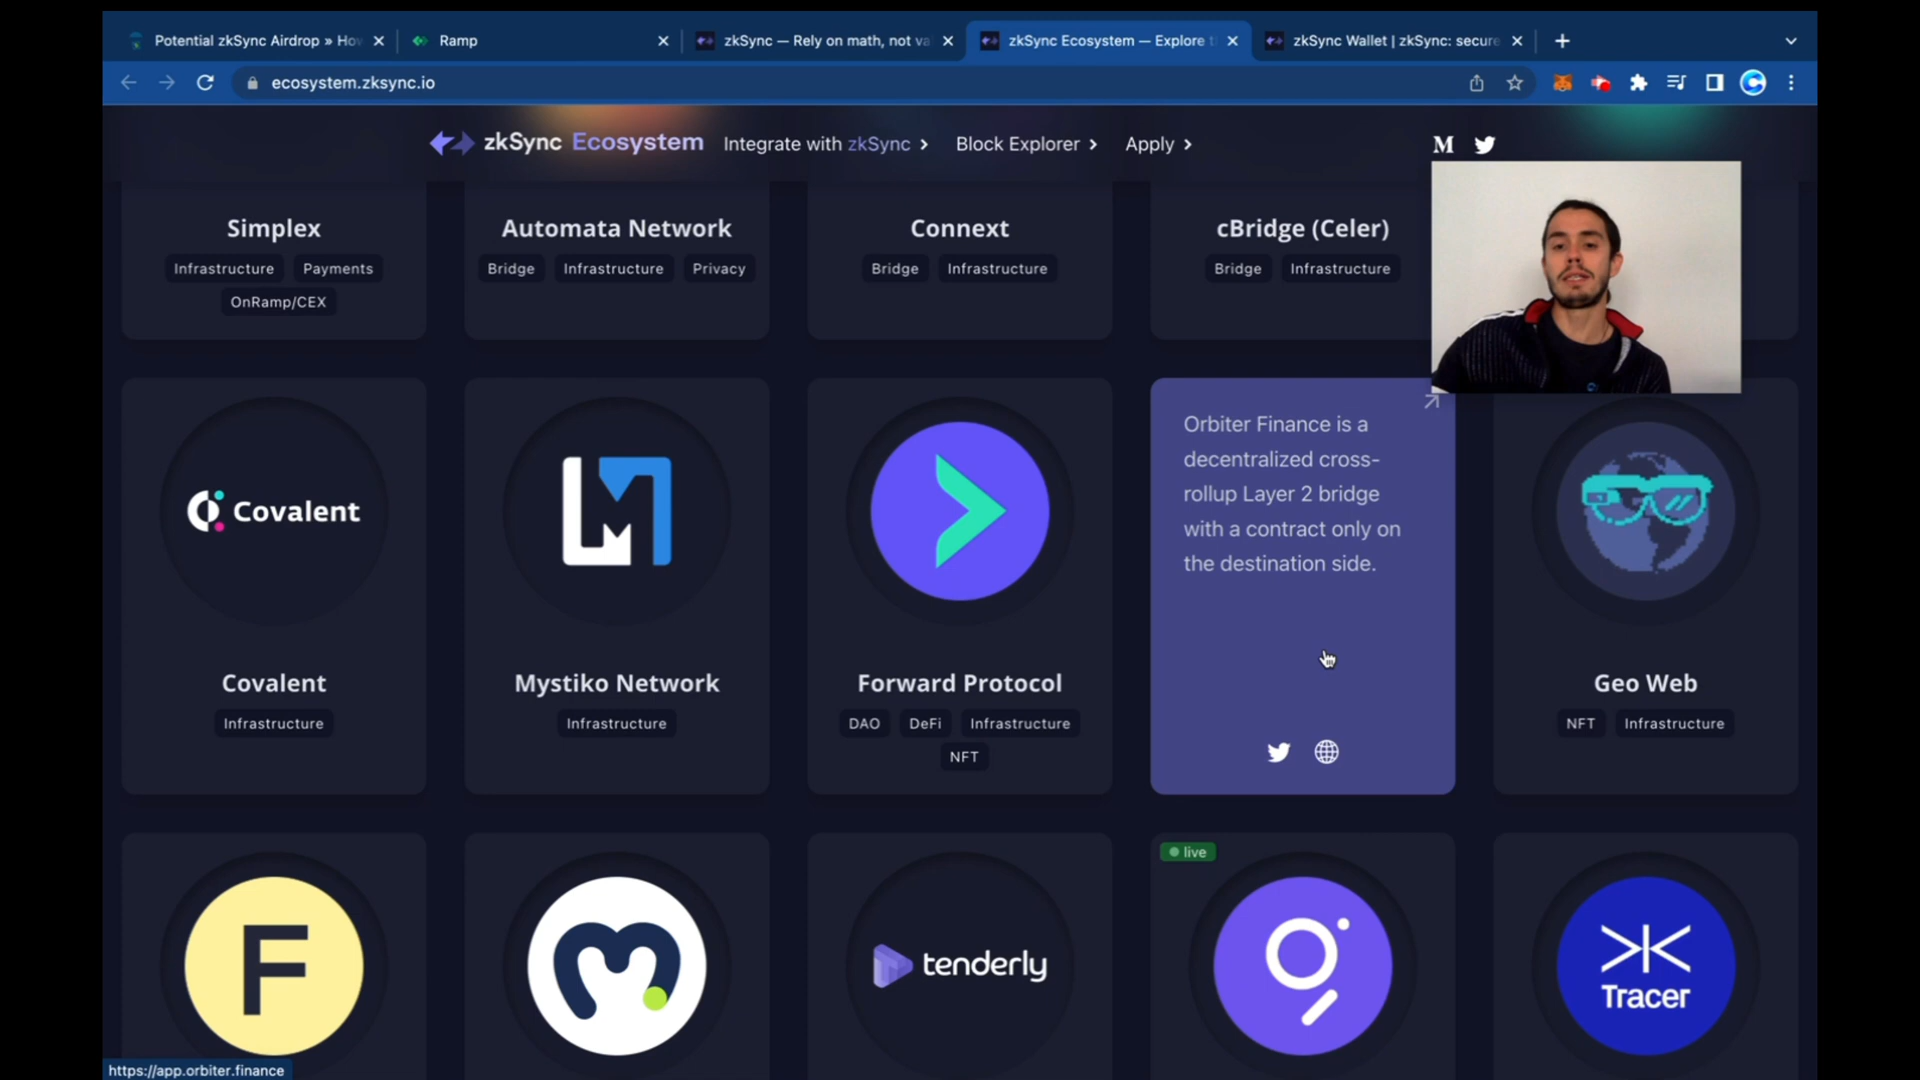 Potential zkSync Airdrop » Ho
Ramp
zkSync — Rely on math, not va
zkSync Ecosystem — Explore t
zkSync Wallet | zkSync: secure
ecosystem.zksync.io
zkSync Ecosystem
Integrate with zkSync
Block Explorer
Apply
M
Simplex
Infrastructure
Payments
OnRamp/CEX
Automata Network
Bridge
Infrastructure
Privacy
Connext
Bridge
Infrastructure
cBridge (Celer)
Bridge
Infrastructure
Covalent
Covalent
Infrastructure
Mystiko Network
Infrastructure
Forward Protocol
DAO
DeFi
Infrastructure
NFT
Orbiter Finance is a
decentralized cross-
rollup Layer 2 bridge
with a contract only on
the destination side.
Geo Web
NFT
Infrastructure
F
tenderly
live
Tracer
https://app.orbiter.finance